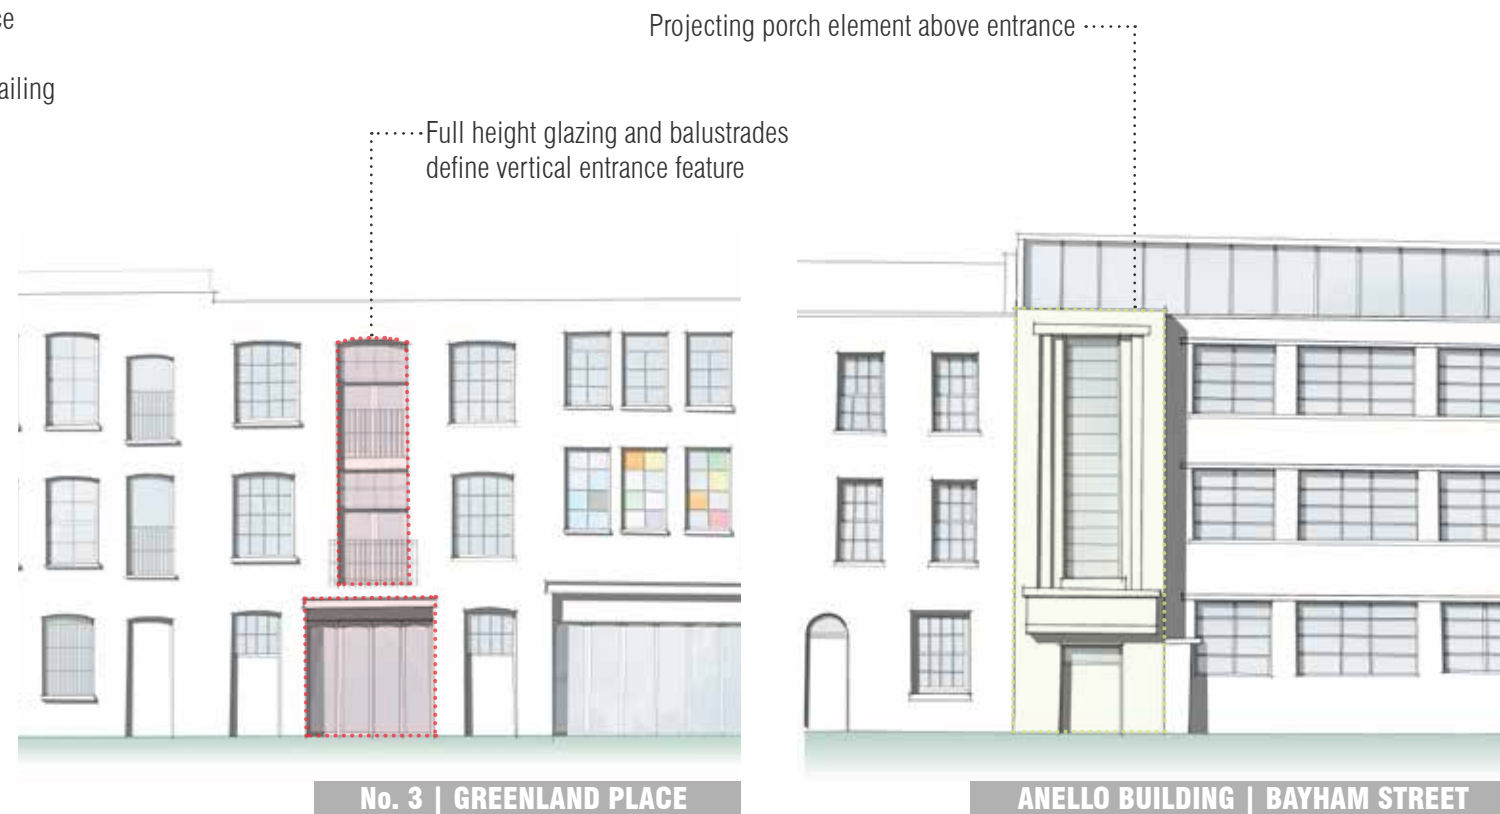 Projecting porch element above entrance
ailing
Full height glazing and balustrades
define vertical entrance feature
No. 3 | GREENLAND PLACE
ANELLO BUILDING | BAYHAM STREET